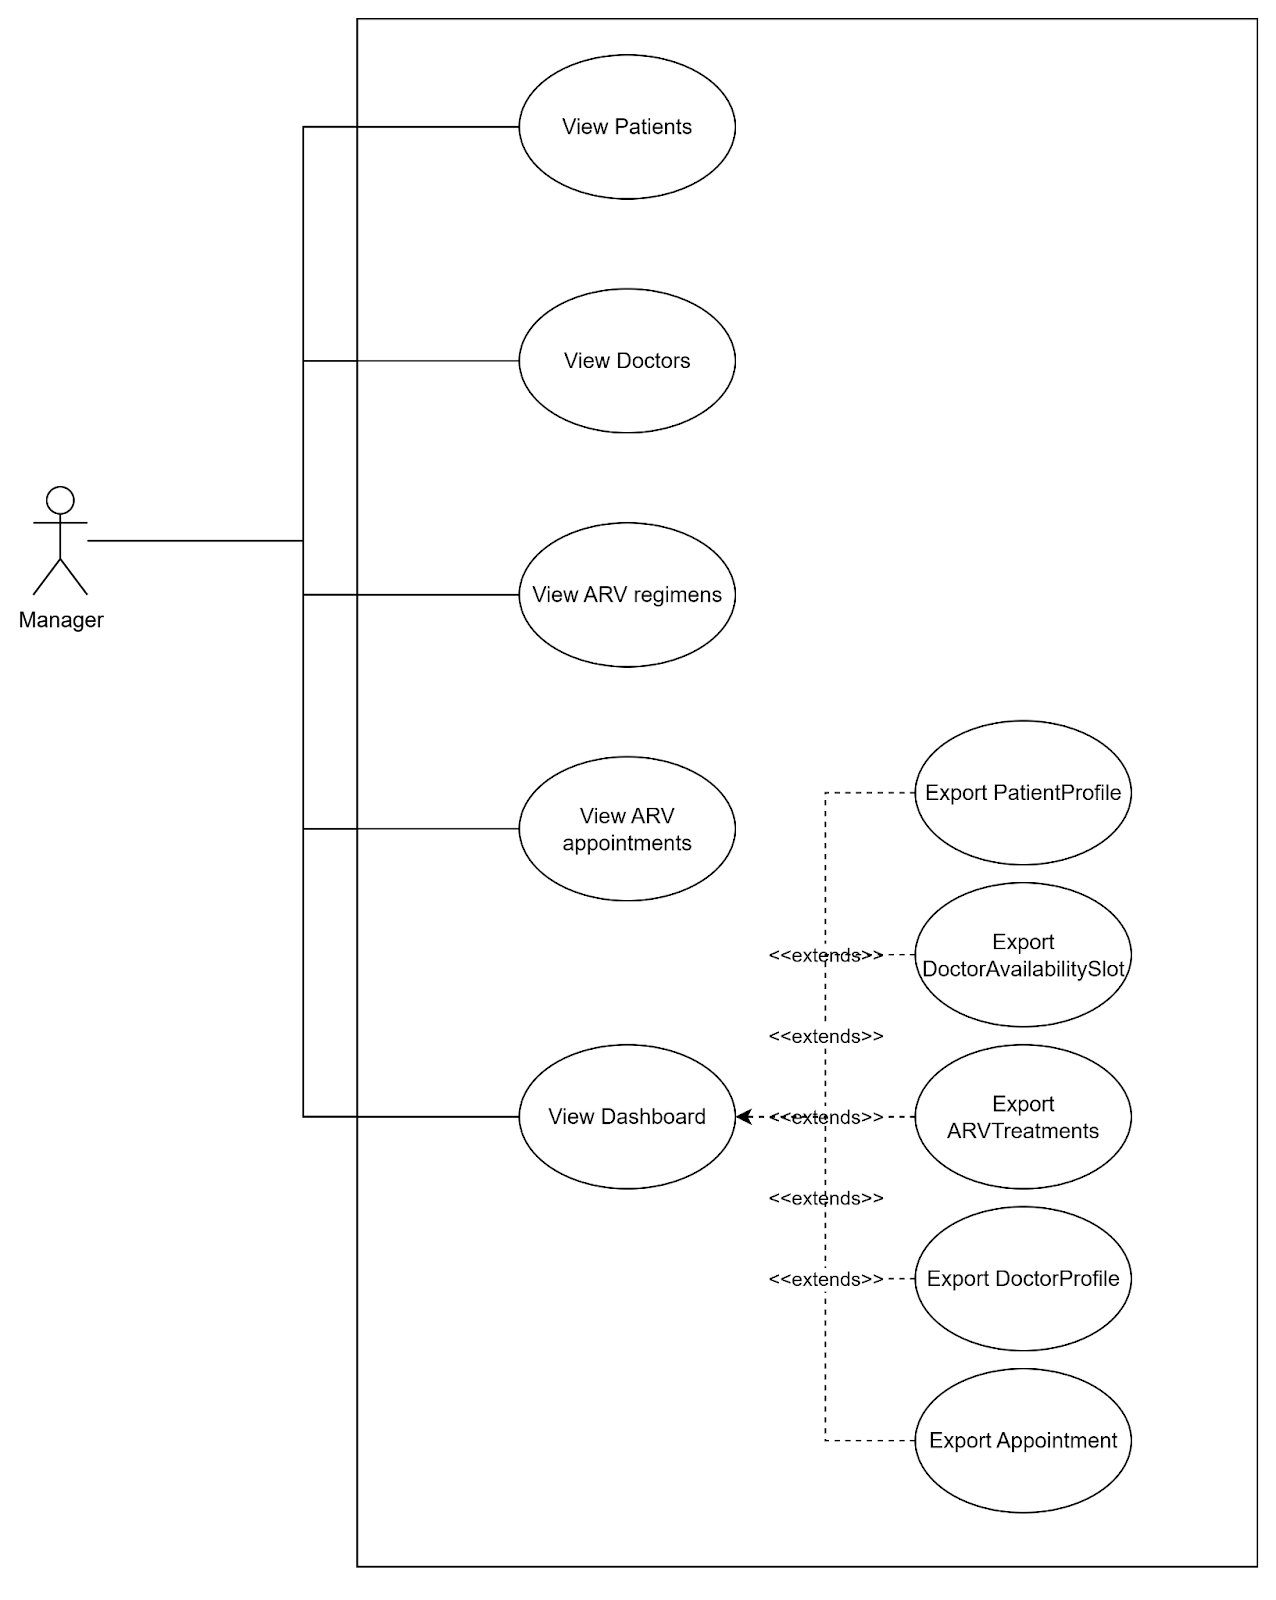 View Patients
View Doctors
Manager
View ARV regimens
View ARV
appointments
Export PatientProfile
<<extends>>
Export
DoctorAvailabilitySlot
<<extends>>
View Dashboard
<<extends>>
Export
ARVTreatments
<<extends>>
<<extends>>
Export DoctorProfile
Export Appointment